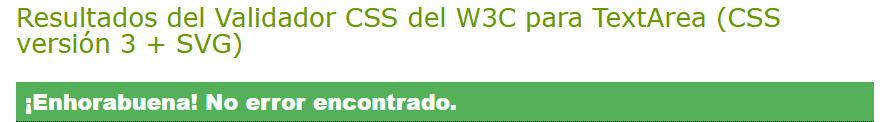 Resultados del Validador CSS del W3C para TextArea (CSS
versión 3 + SVG)
¡Enhorabuena! No error encontrado.